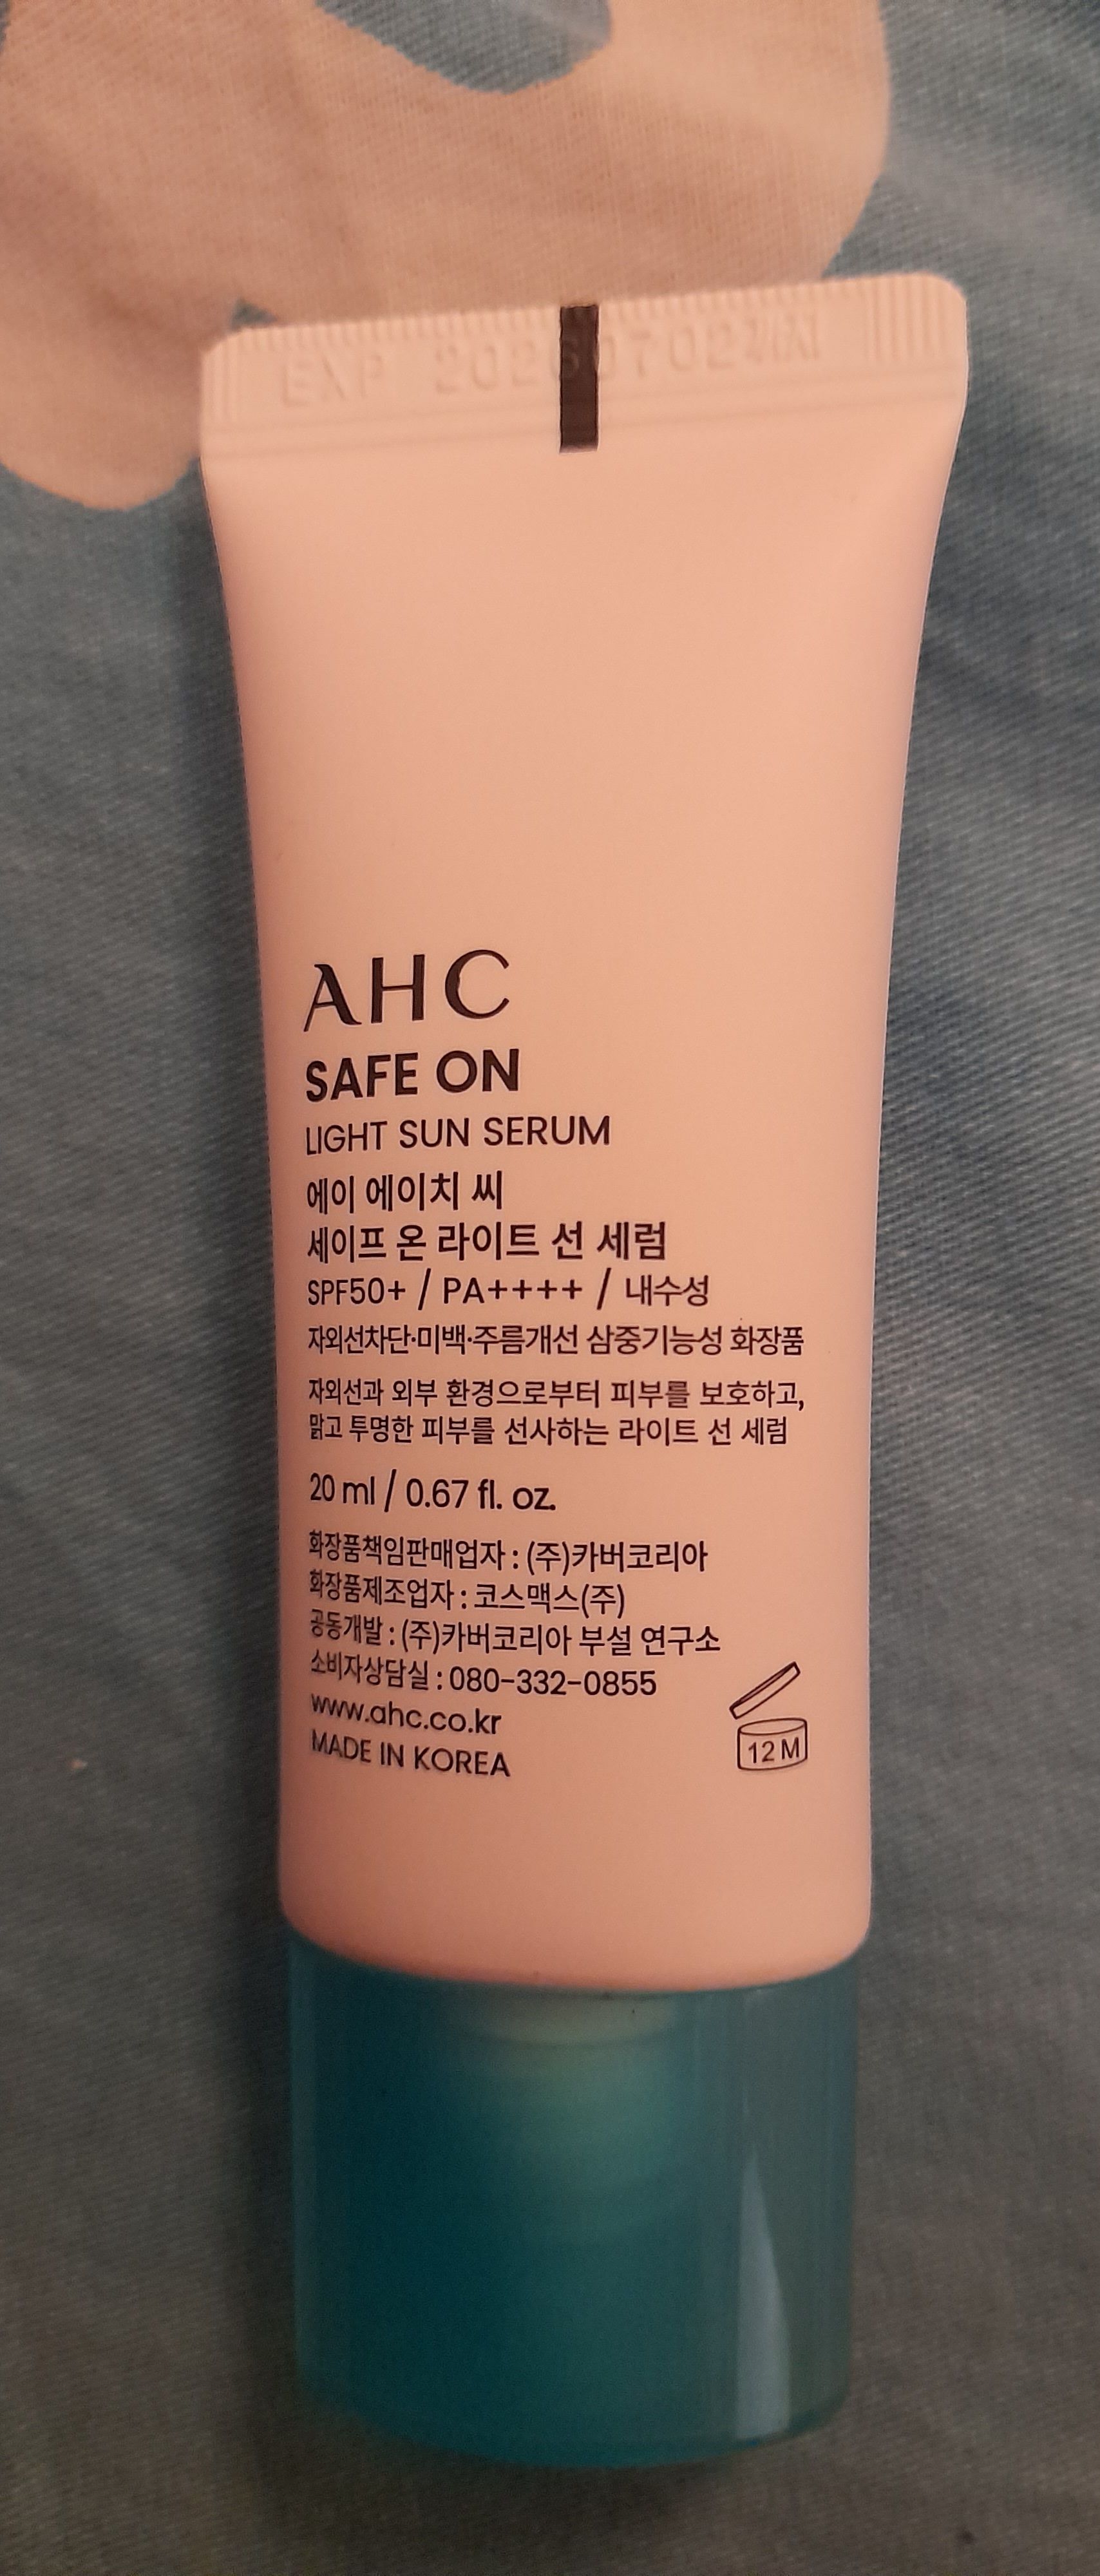 EXP 20260702
AHC
SAFE ON
LIGHT SUN SERUM
에이 에이치 씨
세이프 온 라이트 선 세럼
SPF50+ / PA++++ / 내수성
자외선차단·미백·주름개선 삼중기능성 화장품
자외선과 외부 환경으로부터 피부를 보호하고,
맑고 투명한 피부를 선사하는 라이트 선 세럼
20 ml / 0.67 fl. oz.
화장품책임판매업자 : (주)카버코리아
화장품제조업자 : 코스맥스(주)
공동개발 : (주)카버코리아 부설 연구소
소비자상담실 : 080-332-0855
www.ahc.co.kr
MADE IN KOREA
12 M